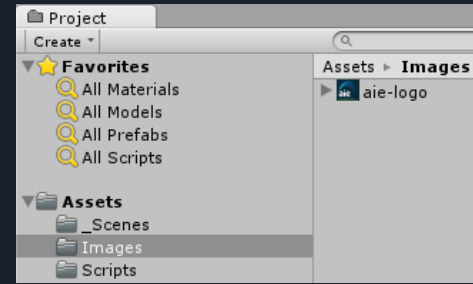 Project
Create
Favorites
All Materials
All Models
All Prefabs
All Scripts
Assets
_Scenes
Images
Scripts
Assets ▸ Images
aie-logo
aie